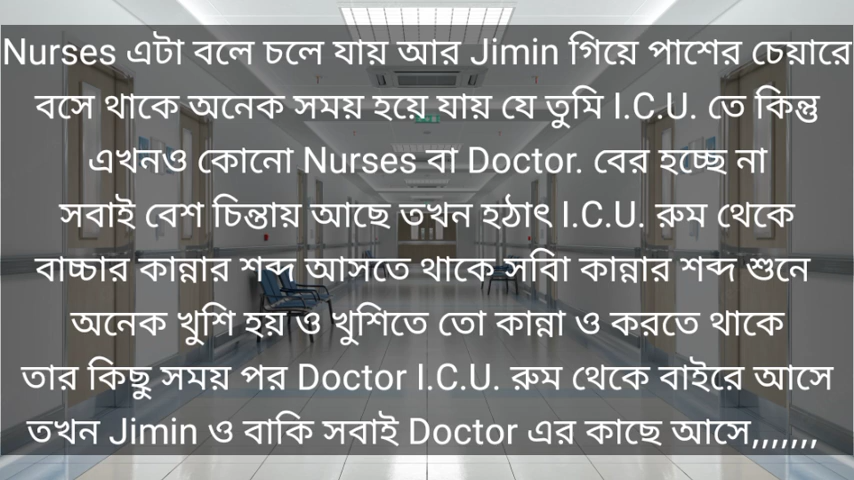 Nurses এটা বলে চলে যায় আর Jimin গিয়ে পাশের চেয়ারে
বসে থাকে অনেক সময় হয়ে যায় যে তুমি I.C.U. তে কিন্তু
এখনও কোনো Nurses বা Doctor. বের হচ্ছে না
সবাই বেশ চিন্তায় আছে তখন হঠাৎ I.C.U. রুম থেকে
বাচ্চার কান্নার শব্দ আসতে থাকে সবাি কান্নার শব্দ শুনে
অনেক খুশি হয় ও খুশিতে তো কান্না ও করতে থাকে
তার কিছু সময় পর Doctor I.C.U. রুম থেকে বাইরে আসে
তখন Jimin ও বাকি সবাই Doctor এর কাছে আসে,,,,,,,